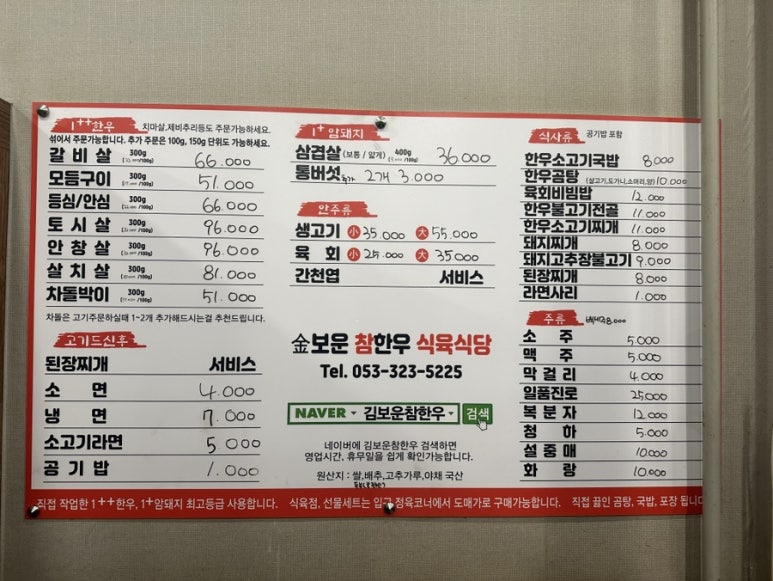 1++한우 치마살,제비추리등도 주문가능하세요.
섞어서 주문가능합니다. 추가 주문은 100g, 150g 단위도 가능하세요.
갈비살 300g 66.000
모듬구이 300g 51.000
등심/안심 300g 66.000
토시살 300g 96.000
안창살 300g 96.000
살치살 300g 81.000
차돌박이 300g 51.000
차돌은 고기주문하실때 1~2개 추가해드시는걸 추천드립니다.
고기드신후
된장찌개 서비스
소면 4.000
냉면 7.000
소고기라면 5000
공기밥 1.000
1+암돼지
삼겹살 (보통 / 얇게) 400g 36.000
통버섯 추가 2개 3.000
안주류
생고기 小 35.000 大 55.000
육회 小 25.000 大 35000
간천엽 서비스
金보운 참한우 식육식당
Tel. 053-323-5225
NAVER 김보운참한우 검색
네이버에 김보운참한우 검색하면
영업시간, 휴무일을 쉽게 확인가능합니다.
원산지 : 쌀,배추,고추가루,야채 국산
식사류 공기밥 포함
한우소고기국밥 8.000
한우곰탕 (살고기,도가니,소머리,양) 10.000
육회비빔밥 12.000
한우불고기전골 11.000
한우소고기찌개 11.000
돼지찌개 8.000
돼지고추장불고기 9.000
된장찌개 8.000
라면사리 1.000
주류 8.000
소주 5.000
맥주 5.000
막걸리 4.000
일품진로 25,000
복분자 12.000
청하 5.000
설중매 10.000
화랑 10.000
직접 작업한 1++한우, 1+암돼지 최고등급 사용합니다. 식육점, 선물세트는 입구 정육코너에서 도매가로 구매가능합니다. 직접 끓인 곰탕, 국밥, 포장 됩니다